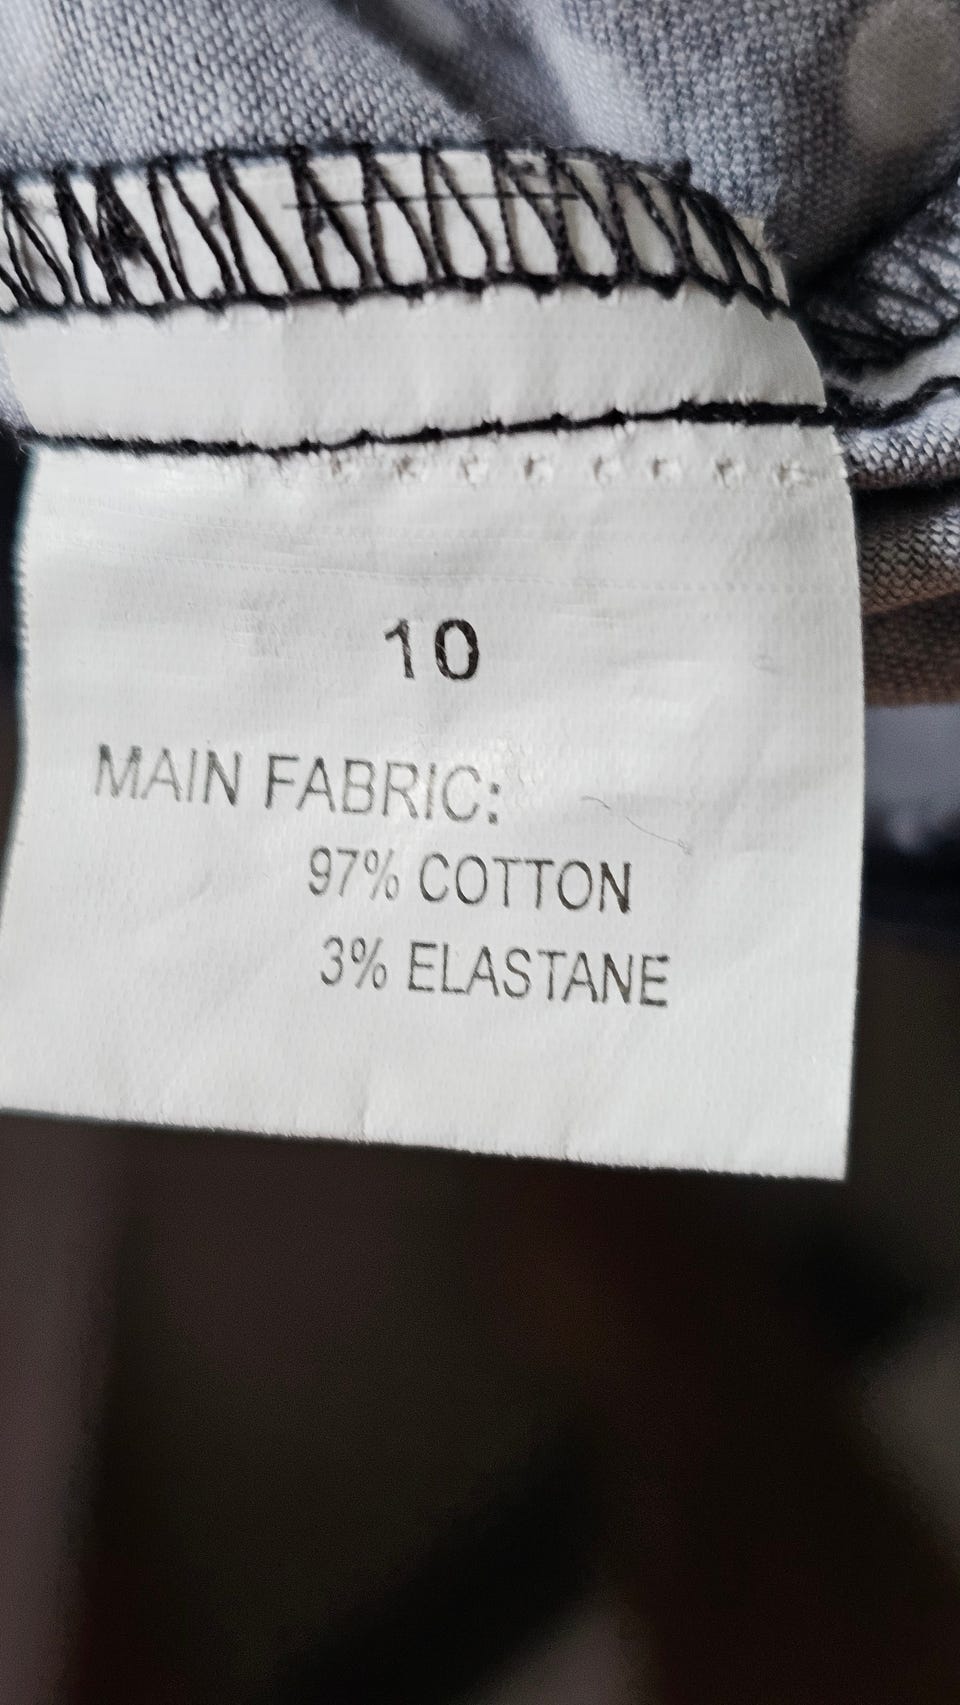 10
MAIN FABRIC:
97% COTTON
3% ELASTANE